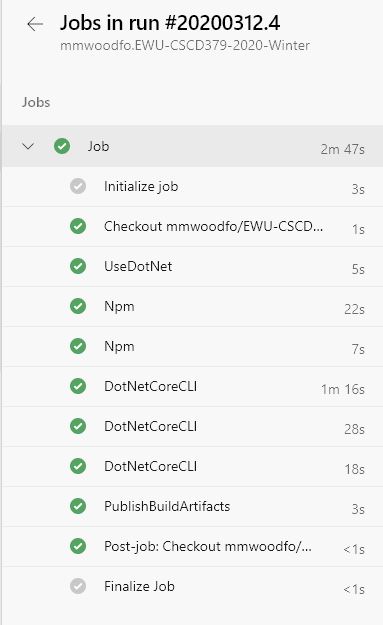 Jobs in run #20200312.4
mmwoodfo.EWU-CSCD379-2020-Winter
Jobs
Job 2m 47s
Initialize job 3s
Checkout mmwoodfo/EWU-CSCD... 1s
UseDotNet 5s
Npm 22s
Npm 7s
DotNetCoreCLI 1m 16s
DotNetCoreCLI 28s
DotNetCoreCLI 18s
PublishBuildArtifacts 3s
Post-job: Checkout mmwoodfo/... <1s
Finalize Job <1s